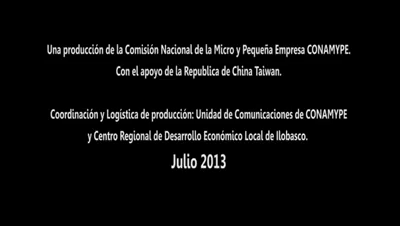 Una producción de la Comisión Nacional de la Micro y Pequeña Empresa CONAMYPE.
Con el apoyo de la Republica de China Taiwan.
Coordinación y Logística de producción: Unidad de Comunicaciones de CONAMYPE
y Centro Regional de Desarrollo Económico Local de Ilobasco.
Julio 2013